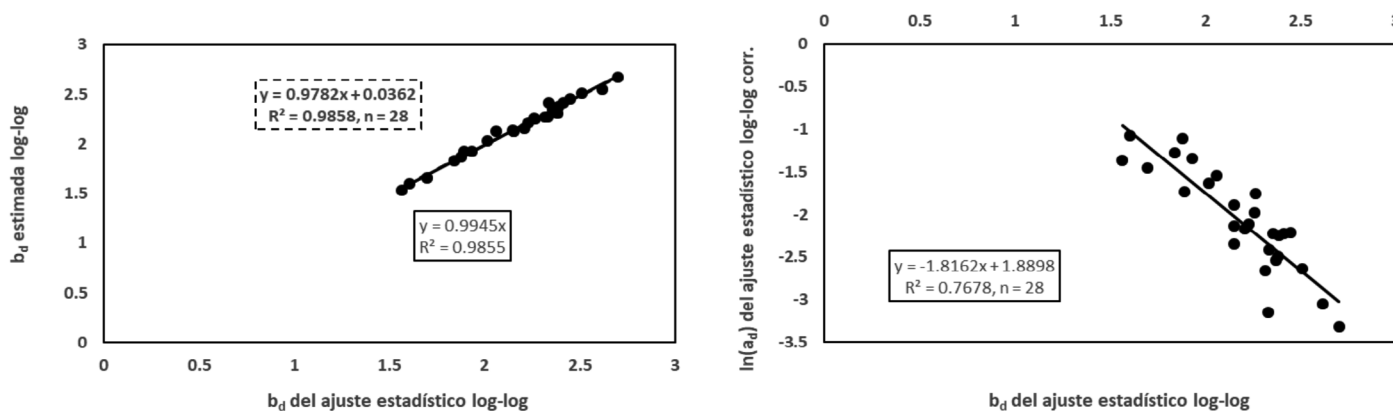 3
2.5
2
1.5
1
0.5
0
0
0.5
1
1.5
2
2.5
3
b_d estimada log-log
y = 0.9782x + 0.0362
R² = 0.9858, n = 28
y = 0.9945x
R² = 0.9855
b_d del ajuste estadístico log-log
0
0.5
1
1.5
2
2.5
3
0
-0.5
-1
-1.5
-2
-2.5
-3
-3.5
ln(a_d) del ajuste estadístico log-log corr.
y = -1.8162x + 1.8898
R² = 0.7678, n = 28
b_d del ajuste estadístico log-log